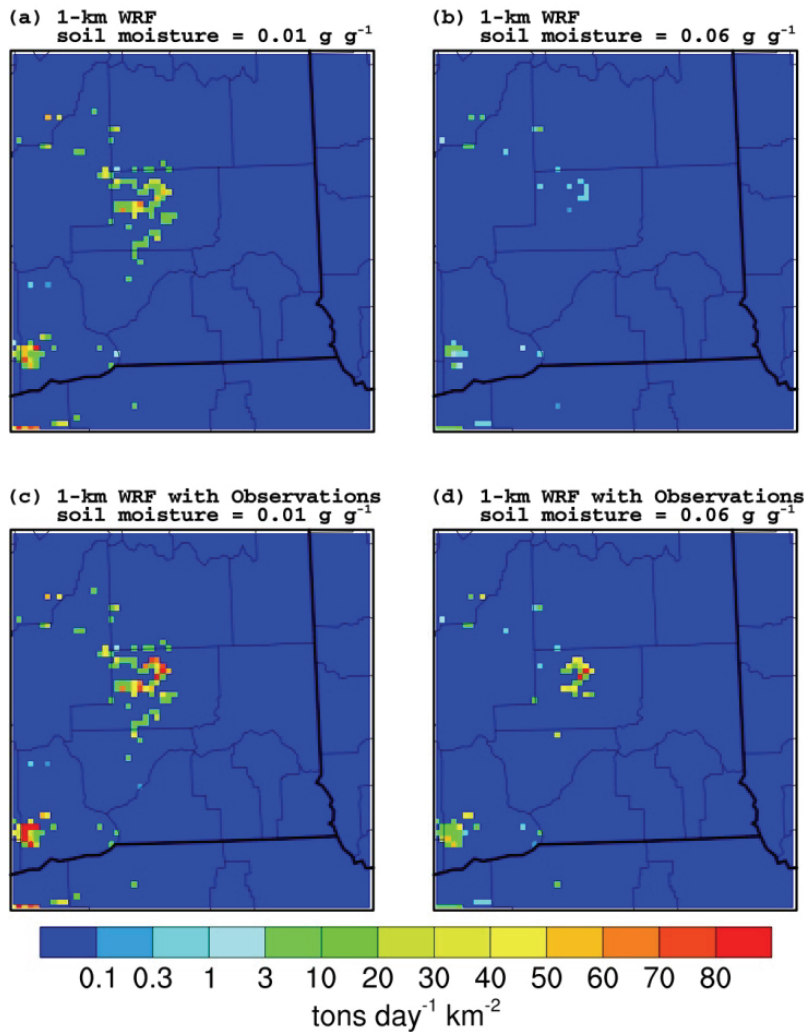 (a) 1-km WRF
soil moisture = 0.01 g g⁻¹
(b) 1-km WRF
soil moisture = 0.06 g g⁻¹
(c) 1-km WRF with Observations
soil moisture = 0.01 g g⁻¹
(d) 1-km WRF with Observations
soil moisture = 0.06 g g⁻¹
0.1 0.3 1 3 10 20 30 40 50 60 70 80
tons day⁻¹ km⁻²